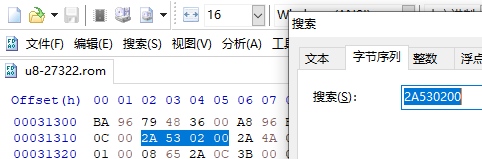 16
搜索
文件(F) 编辑(E) 搜索(S) 视图(V) 分析(A)
文本 字节序列 整数 浮点
u8-27322.rom
搜索(S): 2A530200
Offset(h) 00 01 02 03 04 05 06 07
00031300 BA 96 79 48 36 00 A8 96
00031310 0C 00 2A 53 02 00 2A 4A
00031320 01 00 08 65 2A 0C 3B 00